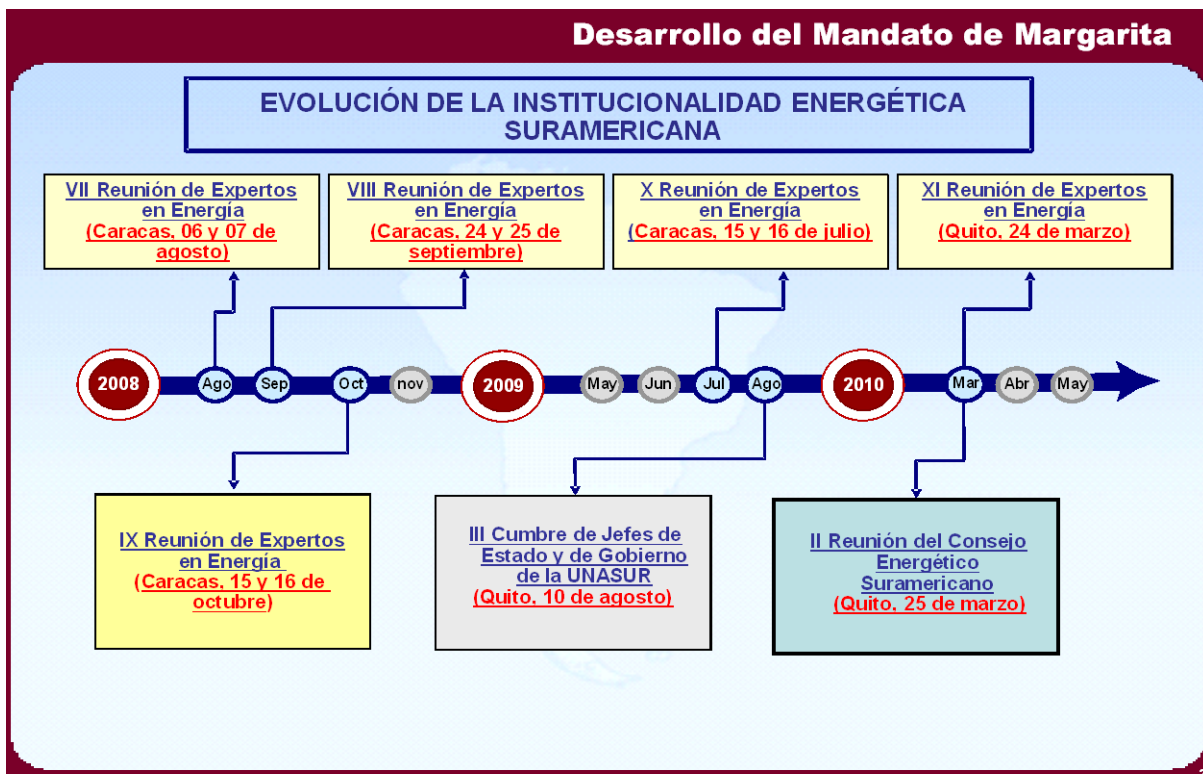 Desarrollo del Mandato de Margarita
EVOLUCIÓN DE LA INSTITUCIONALIDAD ENERGÉTICA
SURAMERICANA
VII Reunión de Expertos
en Energía
(Caracas, 06 y 07 de
agosto)
VIII Reunión de Expertos
en Energía
(Caracas, 24 y 25 de
septiembre)
X Reunión de Expertos
en Energía
(Caracas, 15 y 16 de julio)
XI Reunión de Expertos
en Energía
(Quito, 24 de marzo)
2008
Ago
Sep
Oct
nov
2009
May
Jun
Jul
Ago
2010
Mar
Abr
May
IX Reunión de Expertos
en Energía
(Caracas, 15 y 16 de
octubre)
III Cumbre de Jefes de
Estado y de Gobierno
de la UNASUR
(Quito, 10 de agosto)
II Reunión del Consejo
Energético
Suramericano
(Quito, 25 de marzo)